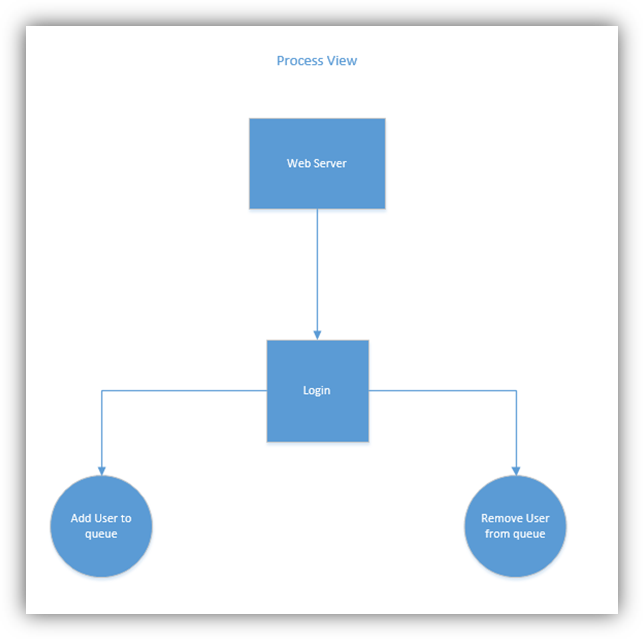 Process View
Web Server
Login
Add User to
queue
Remove User
from queue